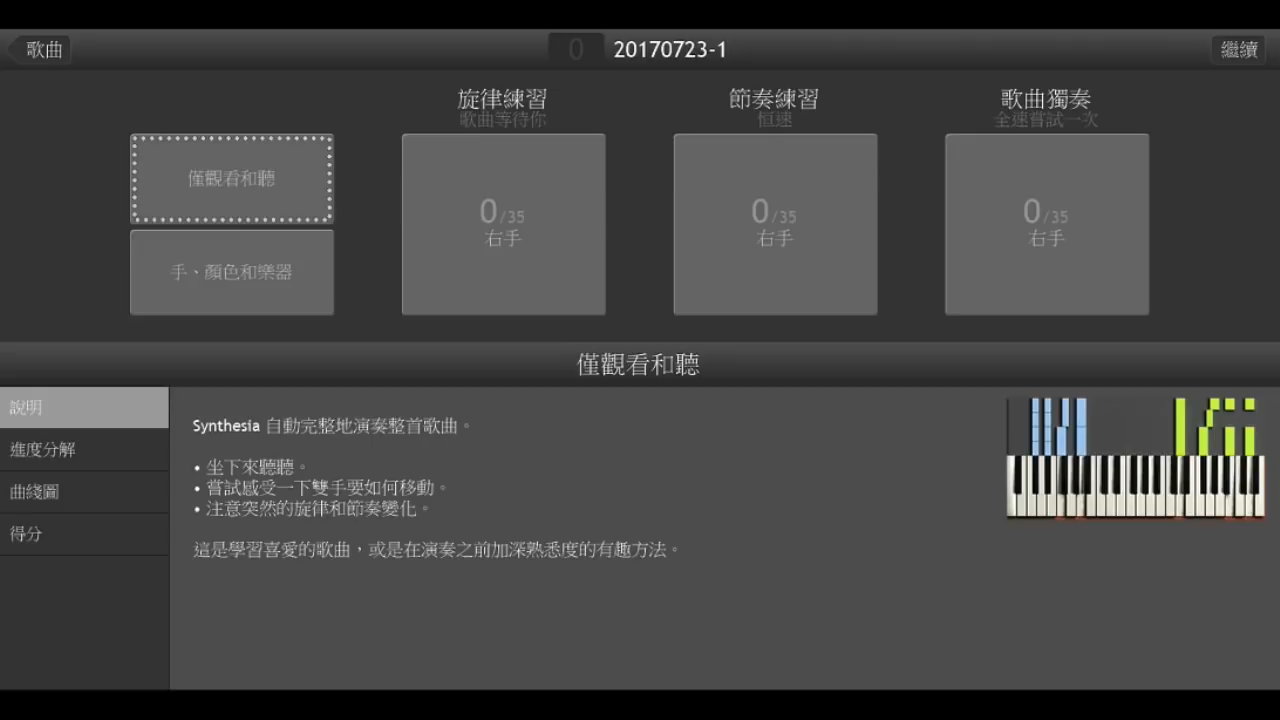 歌曲
0
20170723-1
繼續
旋律練習
歌曲等待你
節奏練習
恒速
歌曲獨奏
全速嘗試一次
僅觀看和聽
手、顏色和樂器
0/35
右手
0/35
右手
0/35
右手
僅觀看和聽
說明
進度分解
曲綫圖
得分
Synthesia 自動完整地演奏整首歌曲。
• 坐下來聽聽。
• 嘗試感受一下雙手要如何移動。
• 注意突然的旋律和節奏變化。
這是學習喜愛的歌曲，或是在演奏之前加深熟悉度的有趣方法。